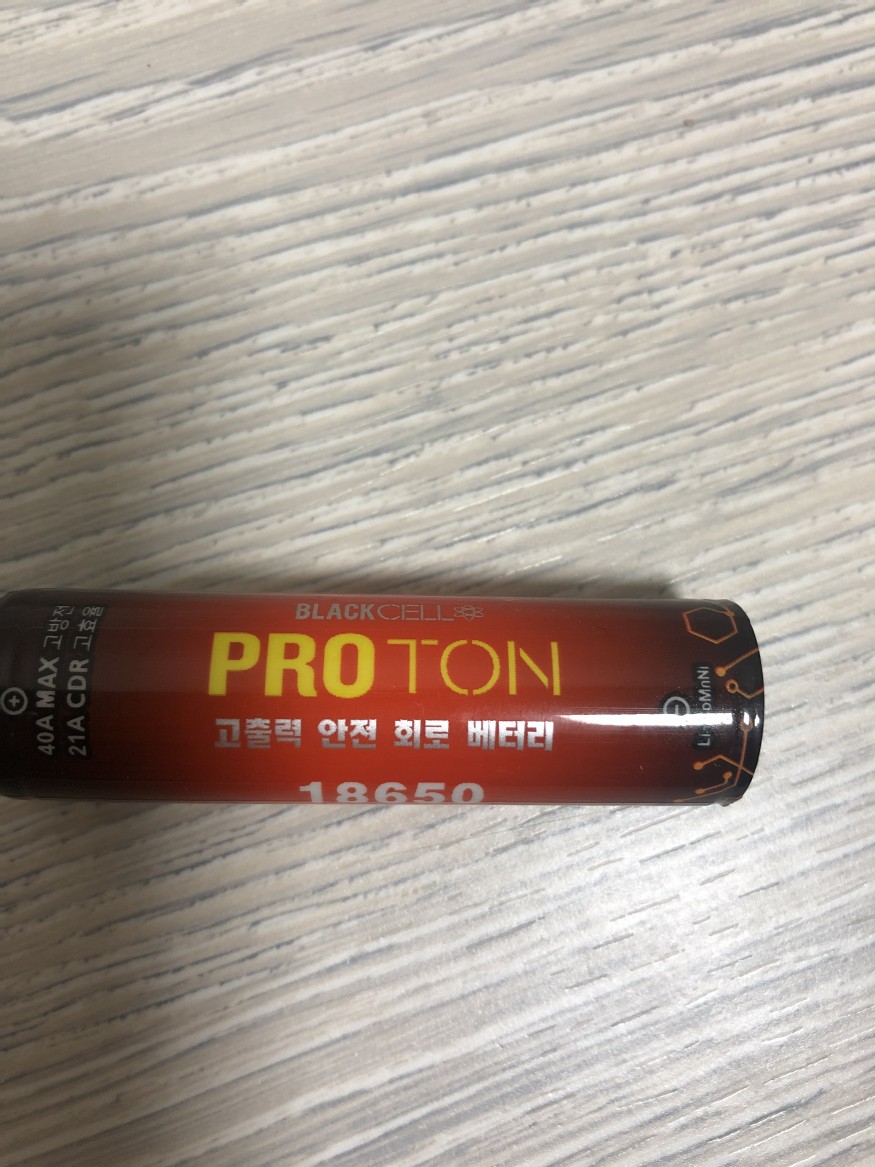 BLACKCELL
PROTON
고출력 안전 회로 베터리
18650
40A MAX 고방전
21A CDR 고효율